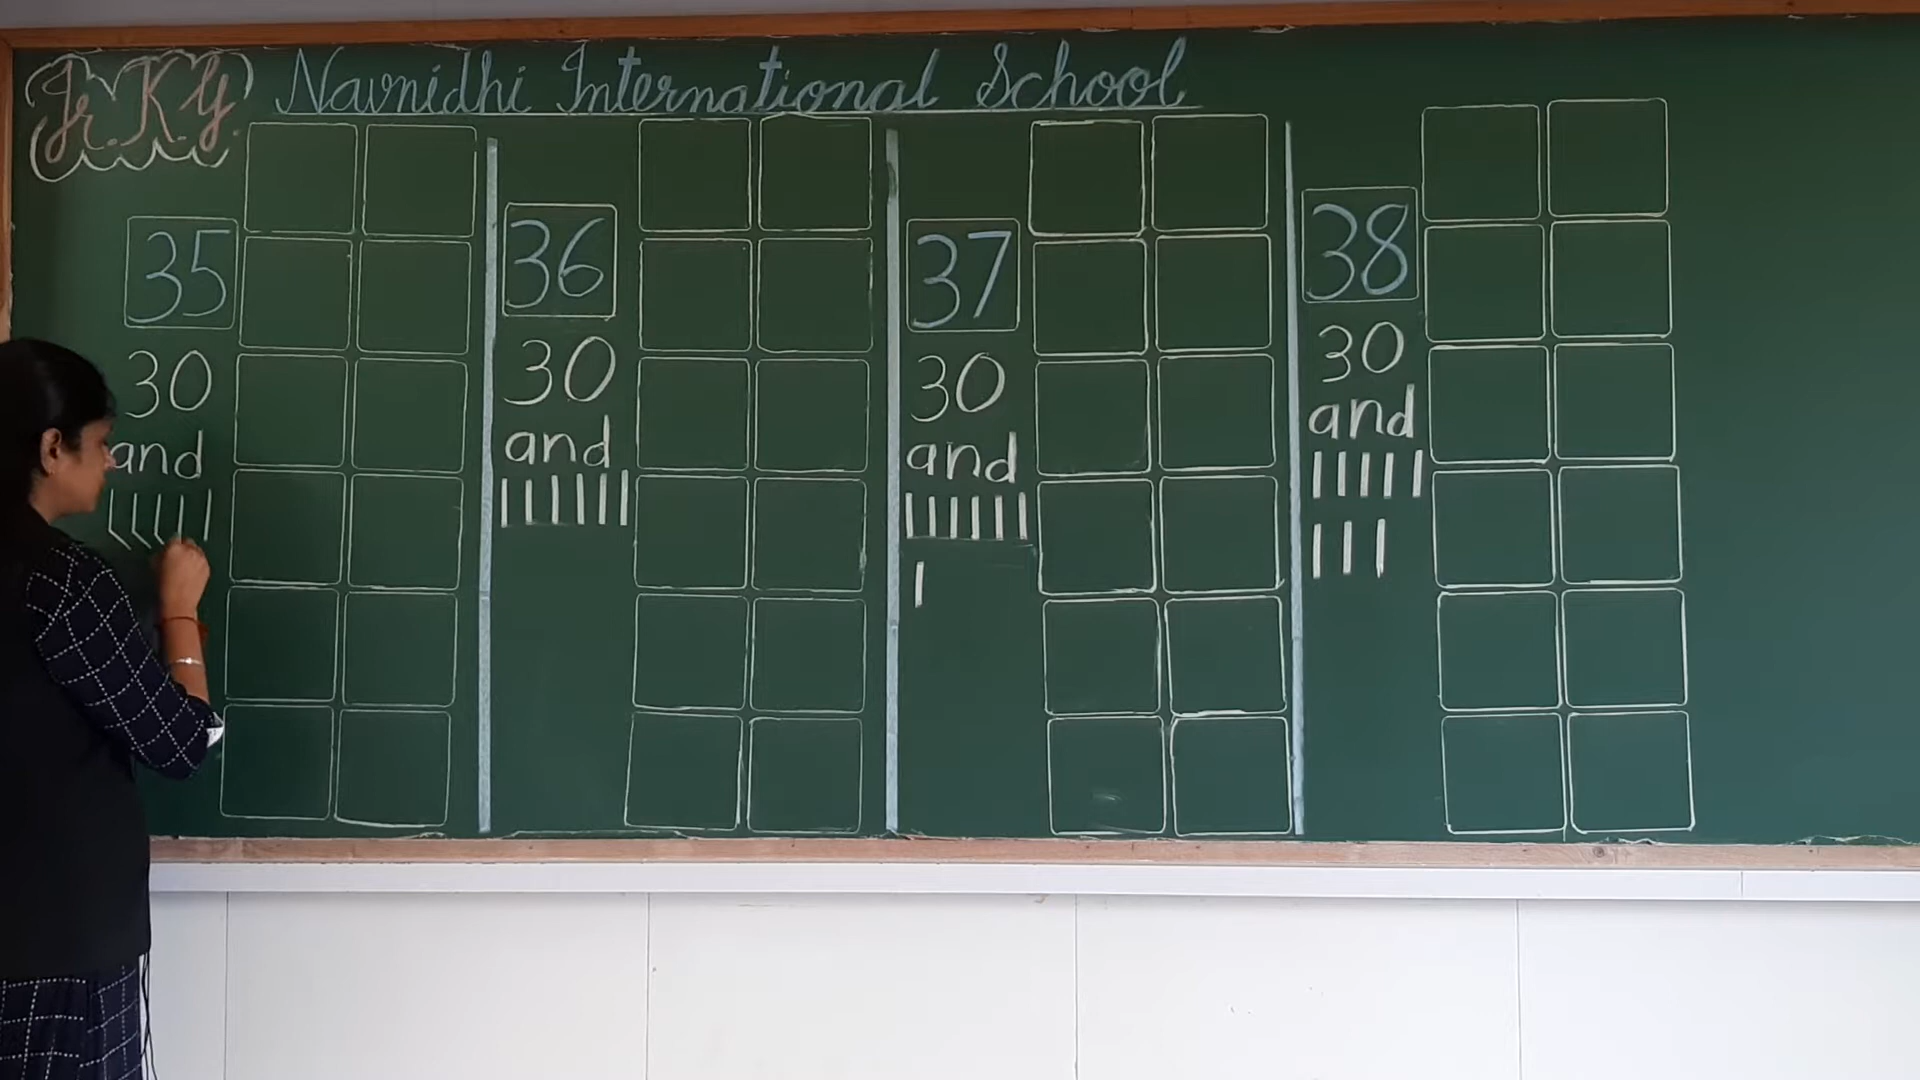 Jr.K.G.
Navnidhi International School
35
30
and
36
30
and
37
30
and
38
30
and